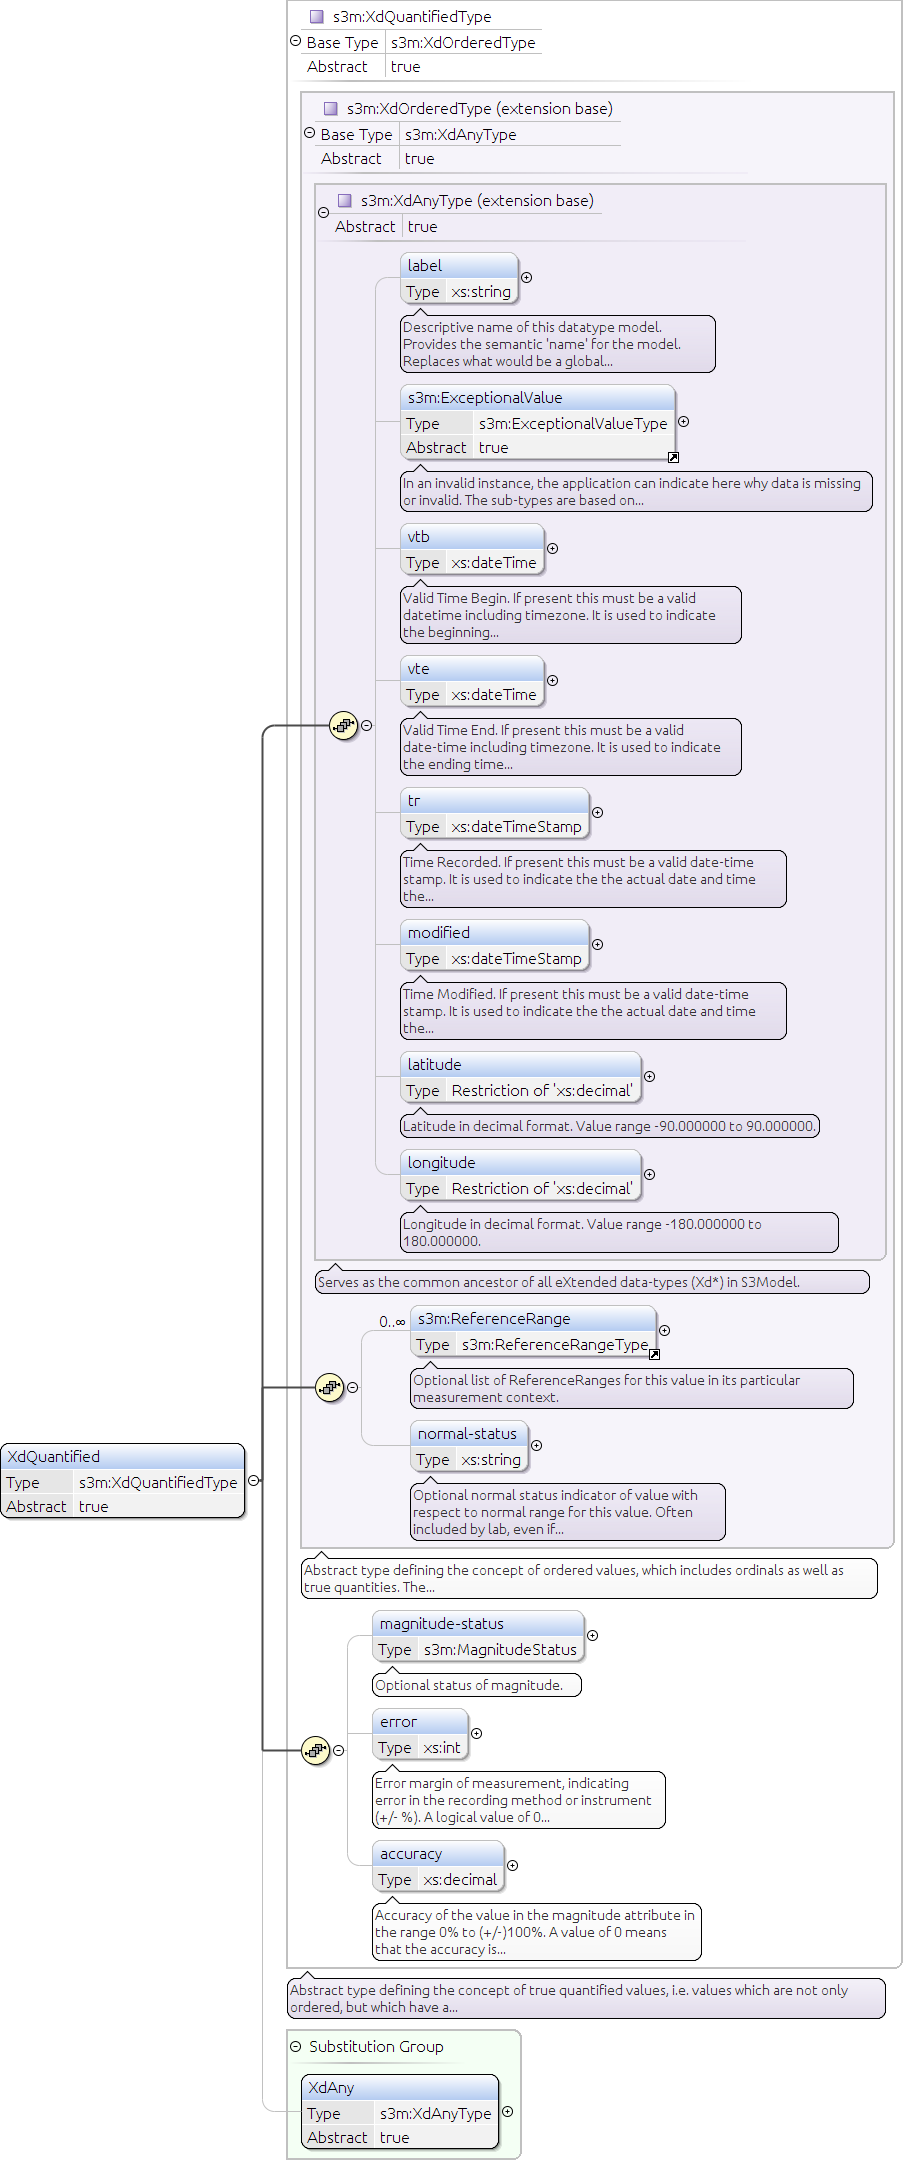 s3m:XdQuantifiedType
Base Type s3m:XdOrderedType
Abstract true
s3m:XdOrderedType (extension base)
Base Type s3m:XdAnyType
Abstract true
s3m:XdAnyType (extension base)
Abstract true
label
Type xs:string
Descriptive name of this datatype model.
Provides the semantic 'name' for the model.
Replaces what would be a global...
s3m:ExceptionalValue
Type s3m:ExceptionalValueType
Abstract true
In an invalid instance, the application can indicate here why data is missing
or invalid. The sub-types are based on...
vtb
Type xs:dateTime
Valid Time Begin. If present this must be a valid
datetime including timezone. It is used to indicate
the beginning...
vte
Type xs:dateTime
Valid Time End. If present this must be a valid
date-time including timezone. It is used to indicate
the ending time...
tr
Type xs:dateTimeStamp
Time Recorded. If present this must be a valid date-time
stamp. It is used to indicate the the actual date and time
the...
modified
Type xs:dateTimeStamp
Time Modified. If present this must be a valid date-time
stamp. It is used to indicate the the actual date and time
the...
latitude
Type Restriction of 'xs:decimal'
Latitude in decimal format. Value range -90.000000 to 90.000000.
longitude
Type Restriction of 'xs:decimal'
Longitude in decimal format. Value range -180.000000 to
180.000000.
Serves as the common ancestor of all eXtended data-types (Xd*) in S3Model.
0..∞
s3m:ReferenceRange
Type s3m:ReferenceRangeType
Optional list of ReferenceRanges for this value in its particular
measurement context.
normal-status
Type xs:string
Optional normal status indicator of value with
respect to normal range for this value. Often
included by lab, even if...
XdQuantified
Type s3m:XdQuantifiedType
Abstract true
Abstract type defining the concept of ordered values, which includes ordinals as well as
true quantities. The...
magnitude-status
Type s3m:MagnitudeStatus
Optional status of magnitude.
error
Type xs:int
Error margin of measurement, indicating
error in the recording method or instrument
(+/- %). A logical value of 0...
accuracy
Type xs:decimal
Accuracy of the value in the magnitude attribute in
the range 0% to (+/-)100%. A value of 0 means
that the accuracy is...
Abstract type defining the concept of true quantified values, i.e. values which are not only
ordered, but which have a...
Substitution Group
XdAny
Type s3m:XdAnyType
Abstract true